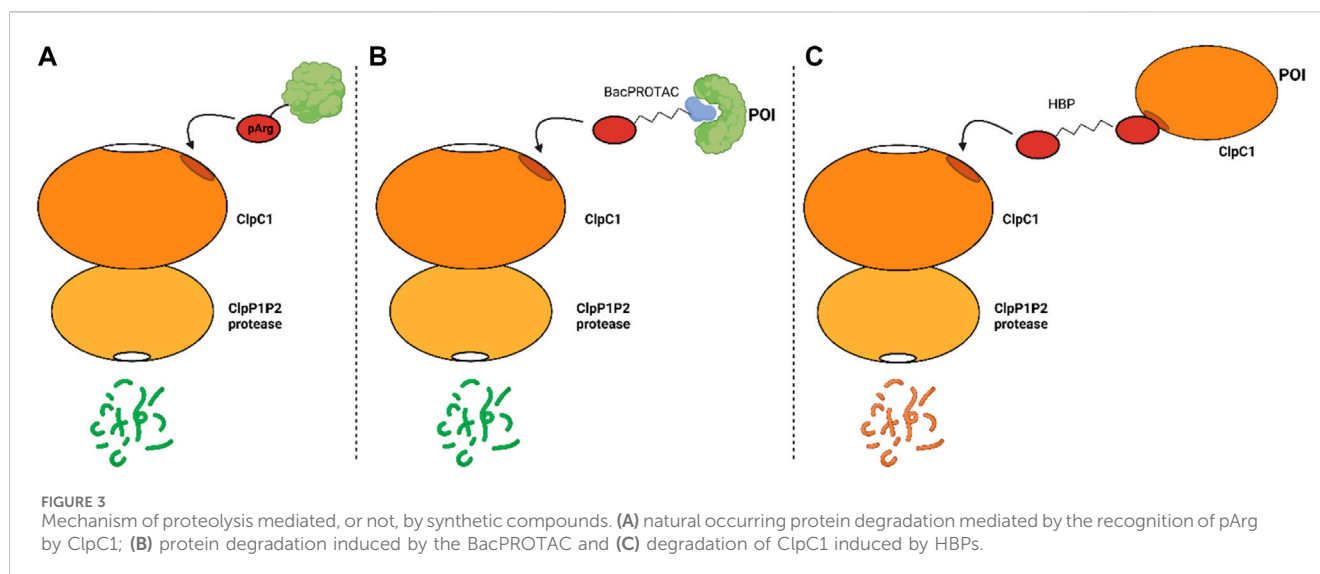 A
pArg
ClpC1
ClpP1P2
protease
B
BacPROTAC
POI
ClpC1
ClpP1P2
protease
C
HBP
POI
ClpC1
ClpC1
ClpP1P2
protease
FIGURE 3
Mechanism of proteolysis mediated, or not, by synthetic compounds. (A) natural occurring protein degradation mediated by the recognition of pArg
by ClpC1; (B) protein degradation induced by the BacPROTAC and (C) degradation of ClpC1 induced by HBPs.